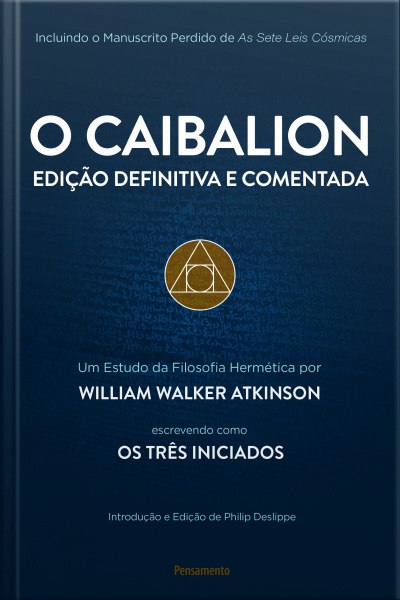 Incluindo o Manuscrito Perdido de As Sete Leis Cósmicas
O CAIBALION
EDIÇÃO DEFINITIVA E COMENTADA
Um Estudo da Filosofia Hermética por
WILLIAM WALKER ATKINSON
escrevendo como
OS TRÊS INICIADOS
Introdução e Edição de Philip Deslippe
Pensamento